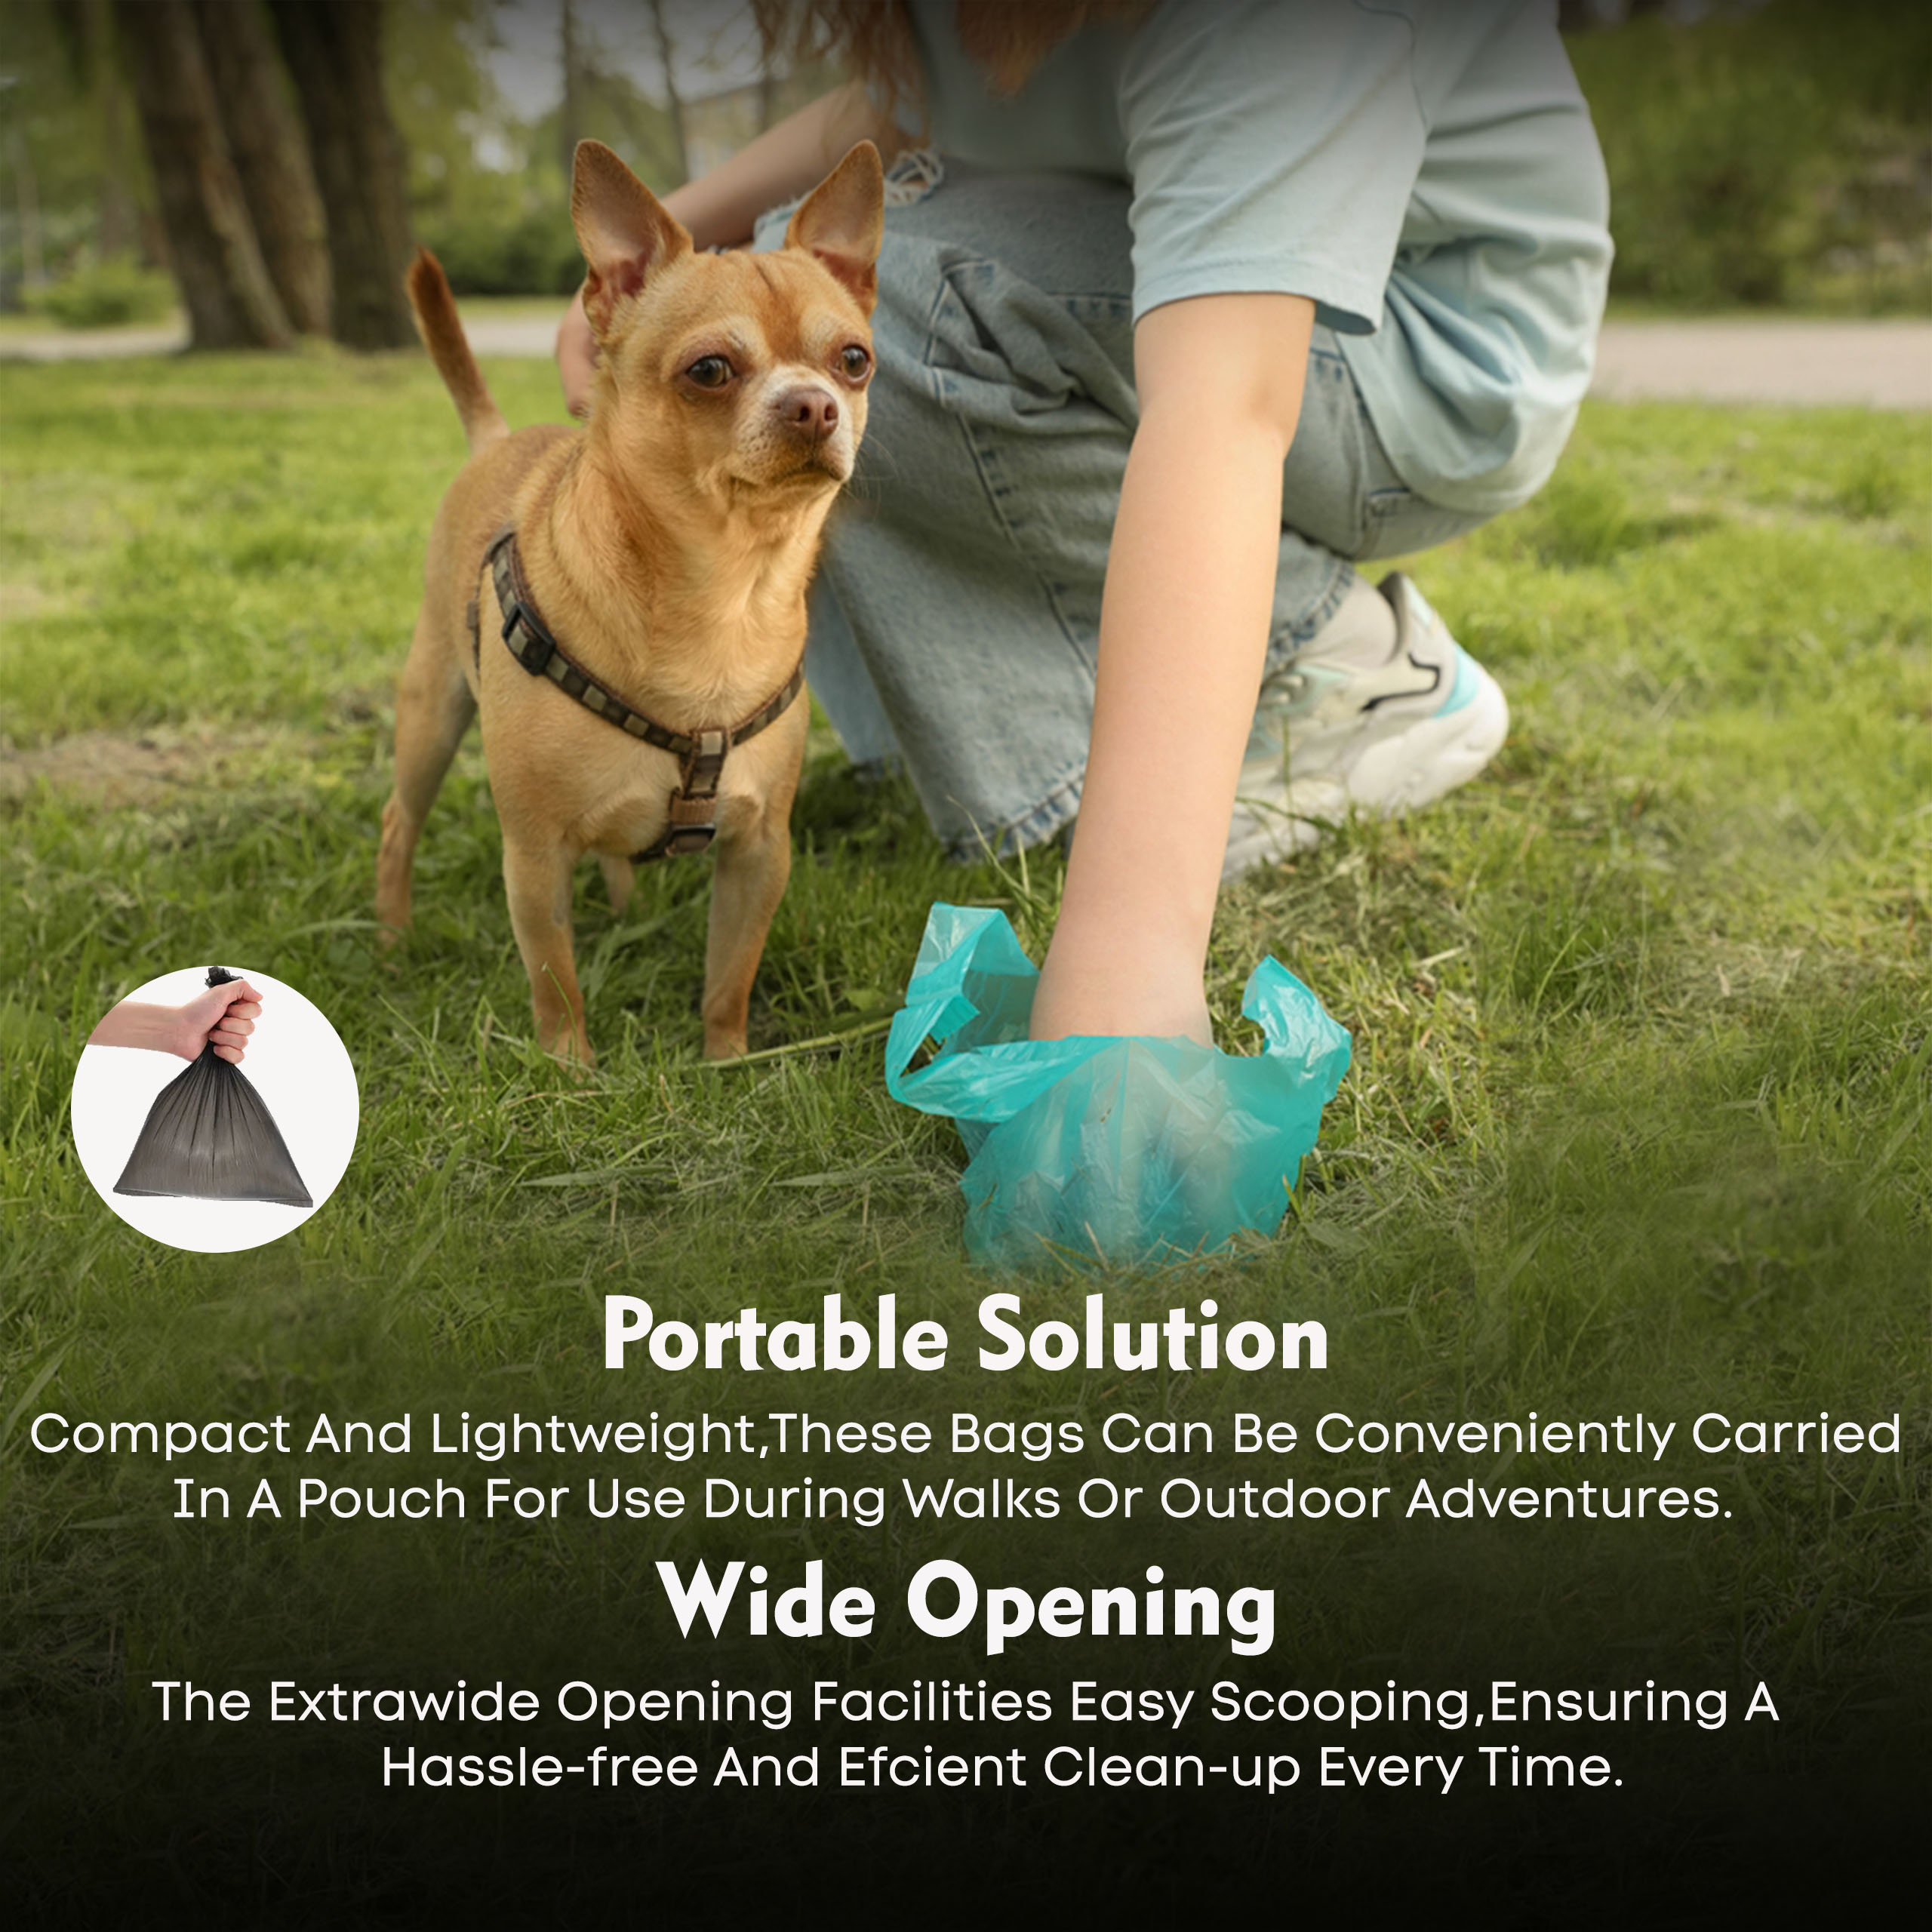 Portable Solution
Compact And Lightweight,These Bags Can Be Conveniently Carried
In A Pouch For Use During Walks Or Outdoor Adventures.
Wide Opening
The Extrawide Opening Facilities Easy Scooping,Ensuring A
Hassle-free And Efcient Clean-up Every Time.